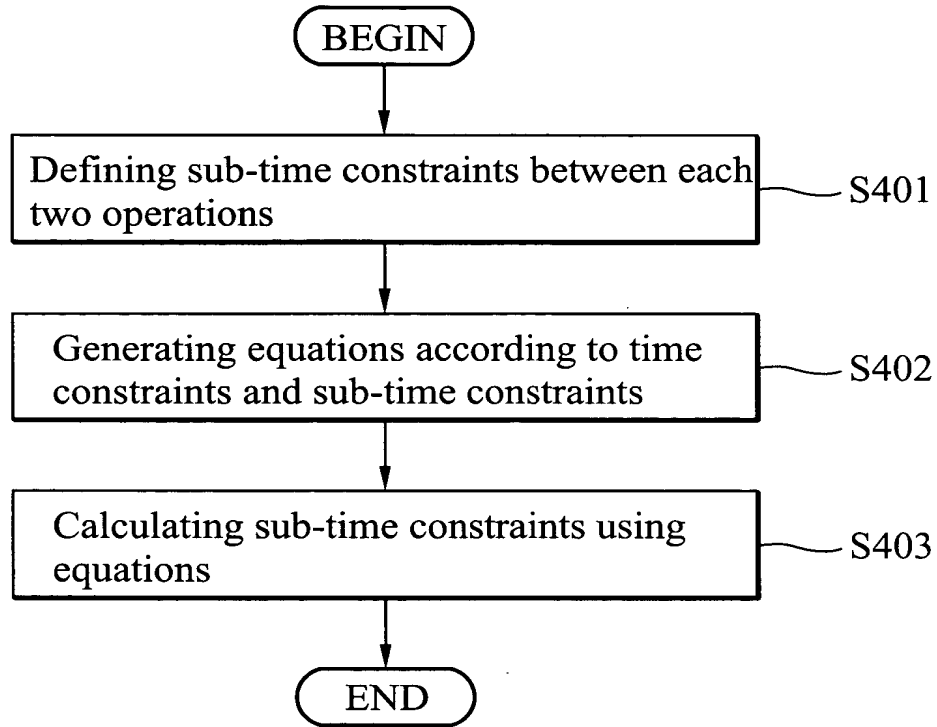 BEGIN
Defining sub-time constraints between each
two operations
S401
Generating equations according to time
constraints and sub-time constraints
S402
Calculating sub-time constraints using
equations
S403
END